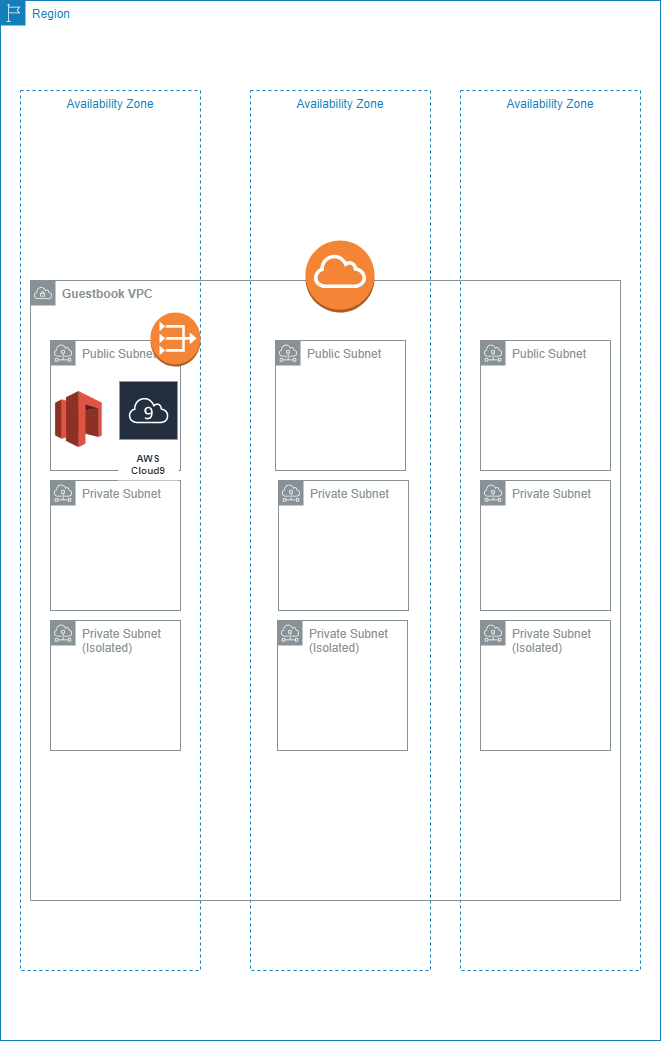 Region
Availability Zone
Availability Zone
Availability Zone
Guestbook VPC
Public Subnet
Public Subnet
Public Subnet
9
AWS
Cloud9
Private Subnet
Private Subnet
Private Subnet
Private Subnet
(Isolated)
Private Subnet
(Isolated)
Private Subnet
(Isolated)